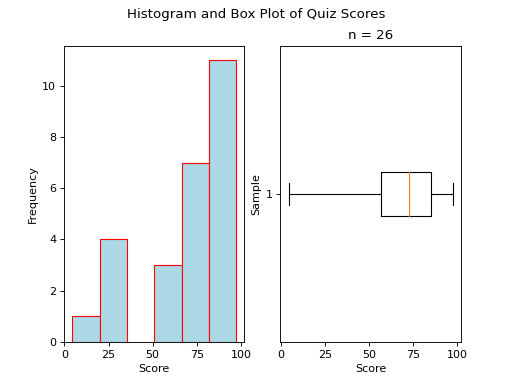 Histogram and Box Plot of Quiz Scores
Frequency
0
2
4
6
8
10
0 25 50 75 100
Score
n = 26
Sample
1
0 25 50 75 100
Score